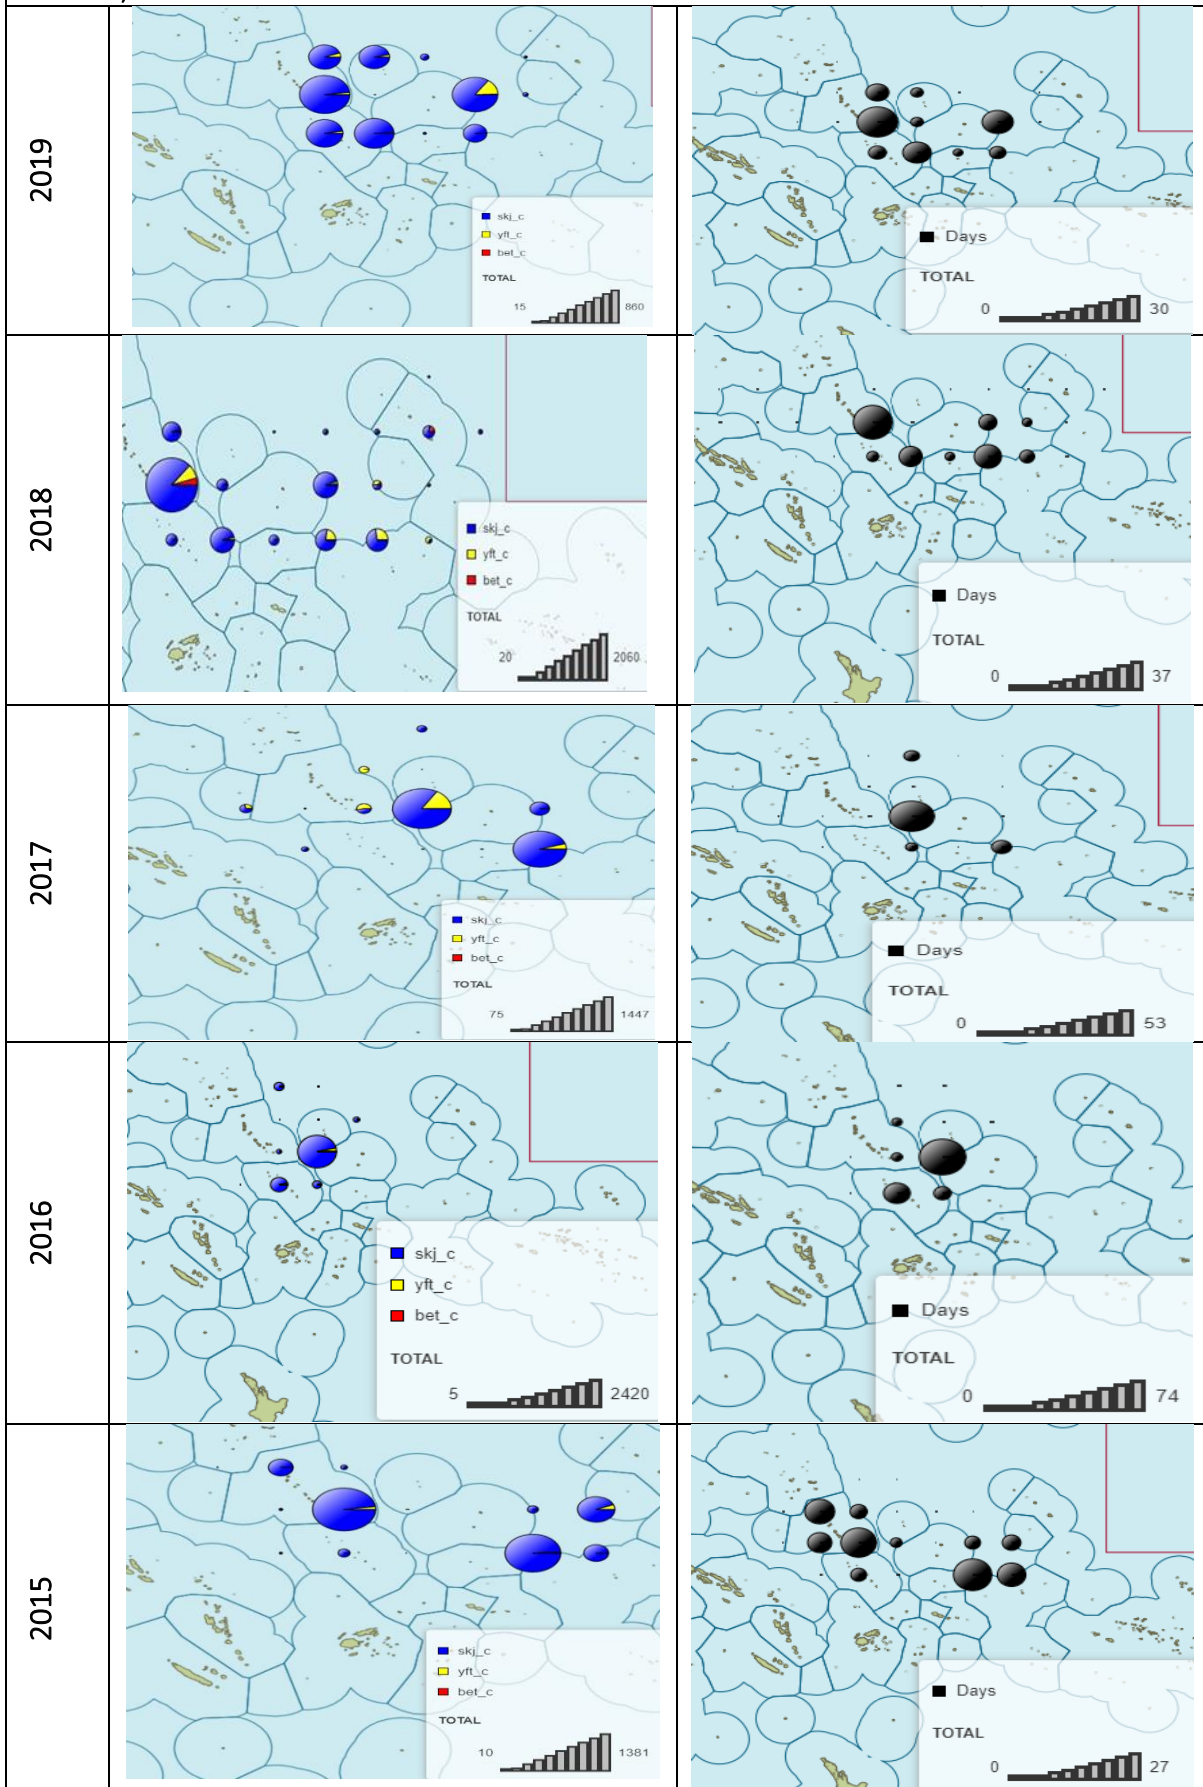 2019
skj_c
yft_c
bet_c
TOTAL
15 860
Days
TOTAL
0 30
2018
skj_c
yft_c
bet_c
TOTAL
20 2060
Days
TOTAL
0 37
2017
skj_c
yft_c
bet_c
TOTAL
75 1447
Days
TOTAL
0 53
2016
skj_c
yft_c
bet_c
TOTAL
5 2420
Days
TOTAL
0 74
2015
skj_c
yft_c
bet_c
TOTAL
10 1381
Days
TOTAL
0 27